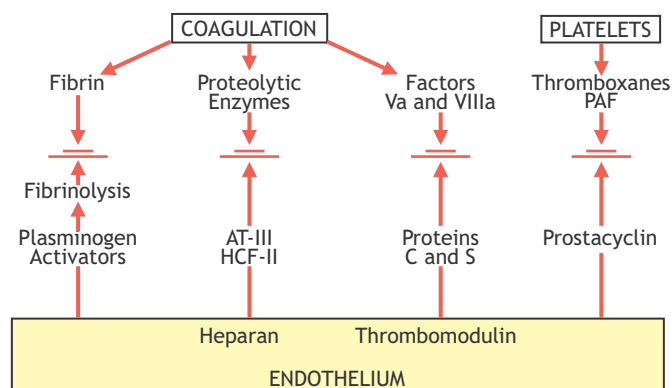 COAGULATION
PLATELETS
Fibrin
Proteolytic
Enzymes
Factors
Va and VIIIa
Thromboxanes
PAF
Fibrinolysis
Plasminogen
Activators
AT-III
HCF-II
Proteins
C and S
Prostacyclin
Heparan
Thrombomodulin
ENDOTHELIUM